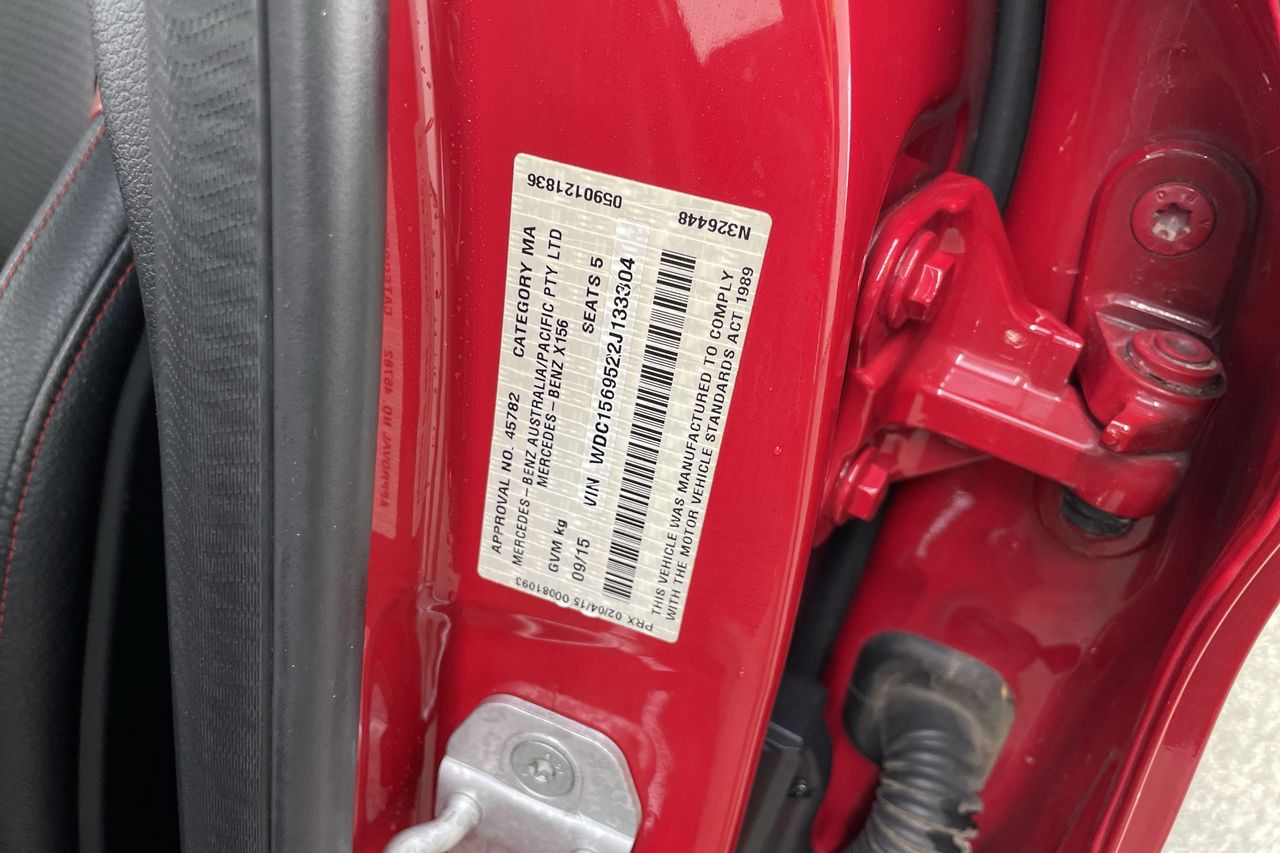 APPROVAL NO. 45782 CATEGORY MA
MERCEDES-BENZ AUSTRALIA/PACIFIC PTY LTD
MERCEDES-BENZ X156
GVM kg
09/15 SEATS 5
VIN WDC1569522J133304
THIS VEHICLE WAS MANUFACTURED TO COMPLY
WITH THE MOTOR VEHICLE STANDARDS ACT 1989
0590121836
N326448
PRX 02/04/15 00081093